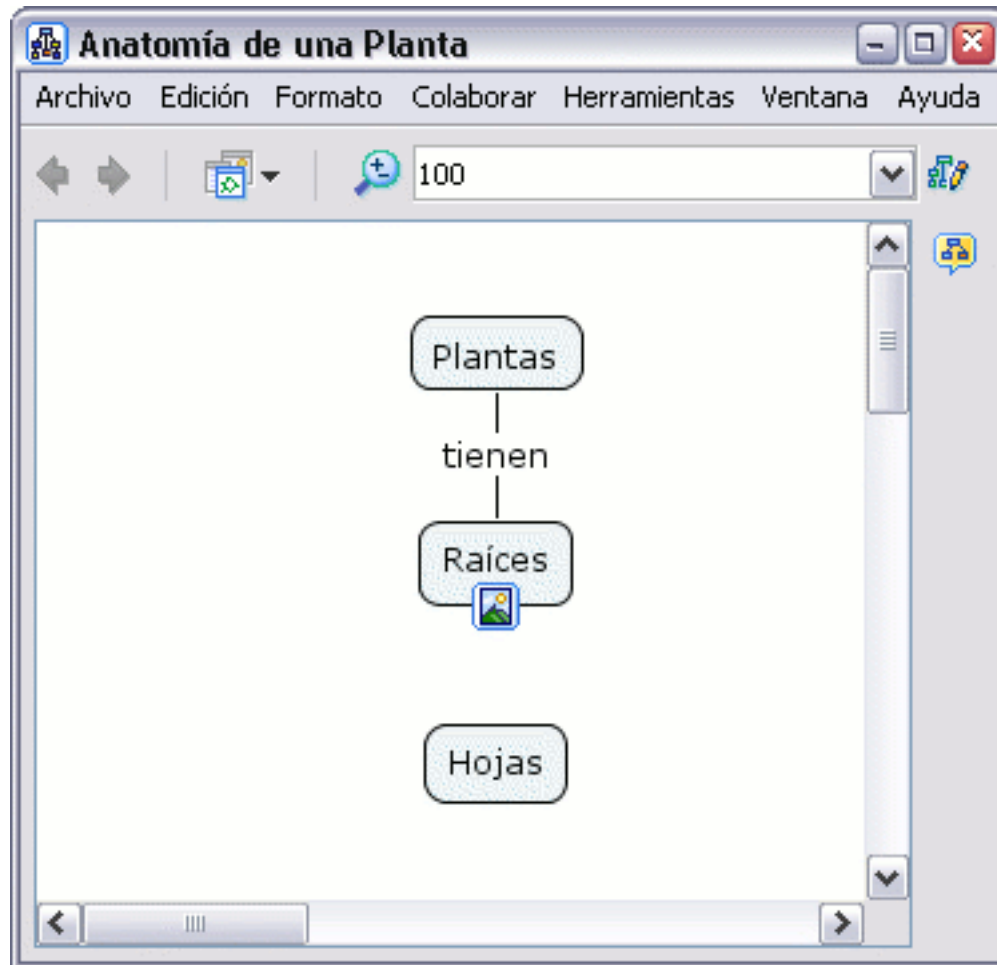 Anatomía de una Planta
Archivo Edición Formato Colaborar Herramientas Ventana Ayuda
100
Plantas
tienen
Raíces
Hojas